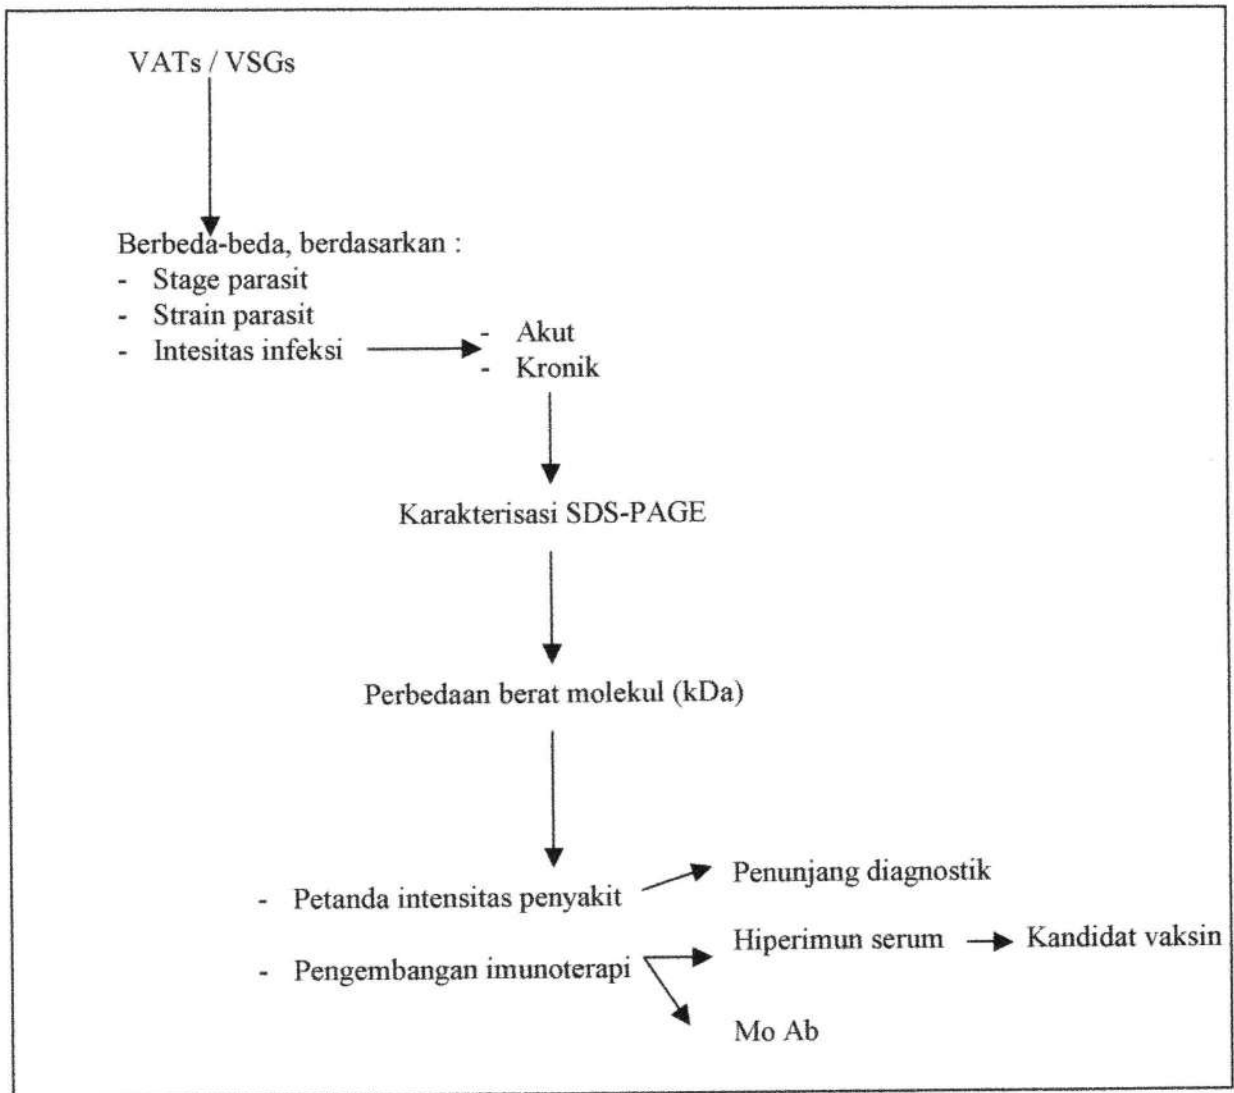 VATs / VSGs
Berbeda-beda, berdasarkan :
- Stage parasit
- Strain parasit
- Intesitas infeksi
- Akut
- Kronik
Karakterisasi SDS-PAGE
Perbedaan berat molekul (kDa)
- Petanda intensitas penyakit
Penunjang diagnostik
- Pengembangan imunoterapi
Hiperimun serum
Kandidat vaksin
Mo Ab